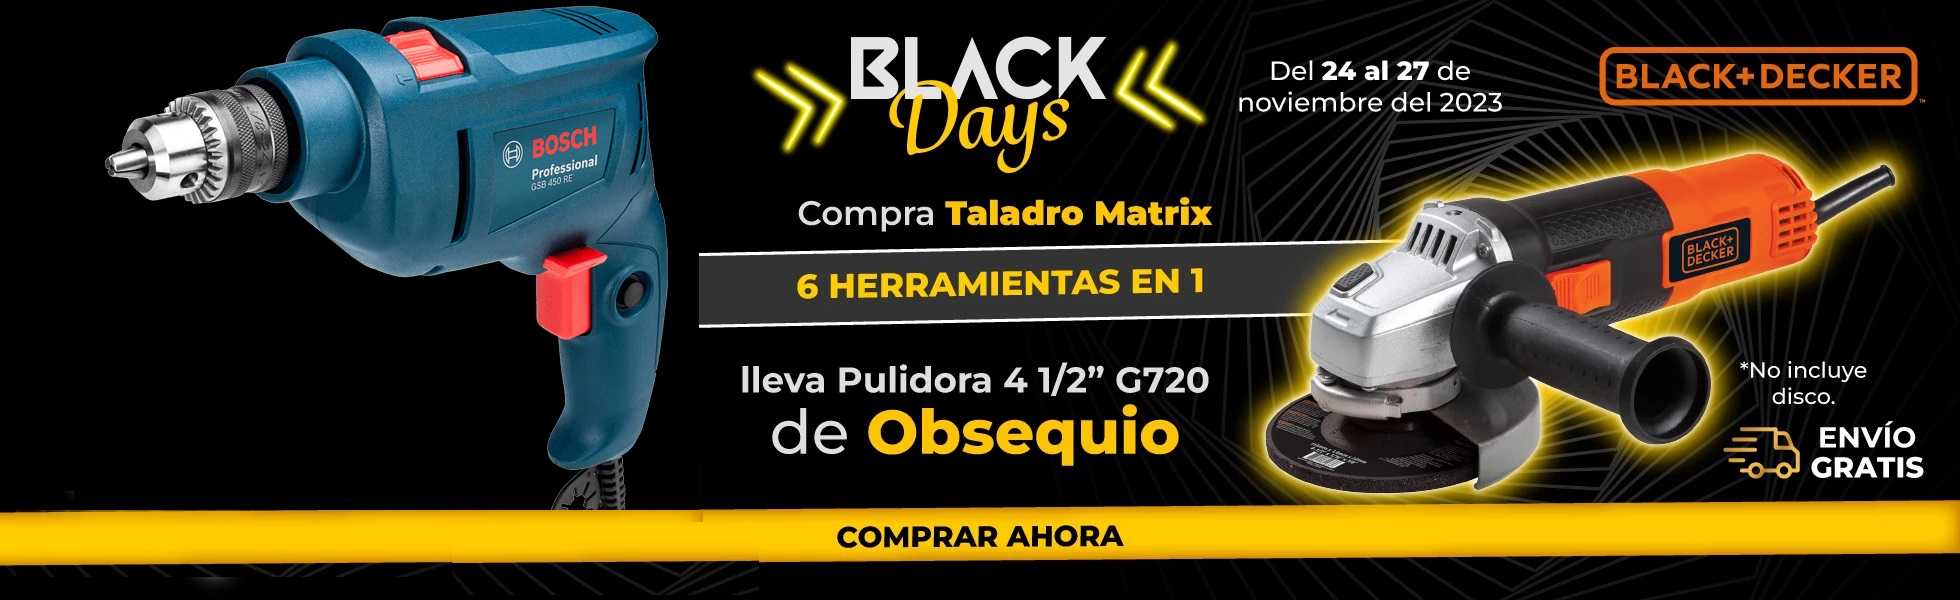 BOSCH
Professional
GSB 450 RE
BLACK
Days
Del 24 al 27 de
noviembre del 2023
BLACK+DECKER
Compra Taladro Matrix
6 HERRAMIENTAS EN 1
lleva Pulidora 4 1/2” G720
de Obsequio
BLACK+
DECKER
*No incluye
disco.
ENVÍO
GRATIS
COMPRAR AHORA